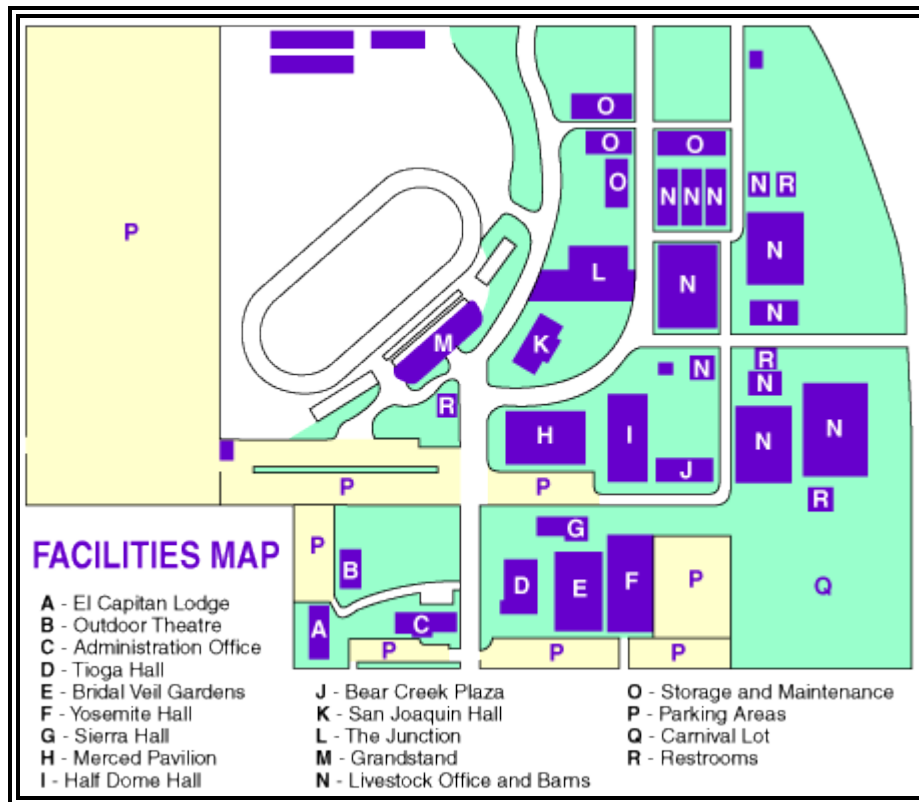 O
O
O
O
N N N
N R
P
N
L
N
N
M
K
R
N
N
R
H
I
N
N
J
P
P
R
G
FACILITIES MAP
P
B
D
E
F
P
Q
A
C
P
P
P
A - El Capitan Lodge
B - Outdoor Theatre
C - Administration Office
D - Tioga Hall
E - Bridal Veil Gardens
F - Yosemite Hall
G - Sierra Hall
H - Merced Pavilion
I - Half Dome Hall
J - Bear Creek Plaza
K - San Joaquin Hall
L - The Junction
M - Grandstand
N - Livestock Office and Barns
O - Storage and Maintenance
P - Parking Areas
Q - Carnival Lot
R - Restrooms